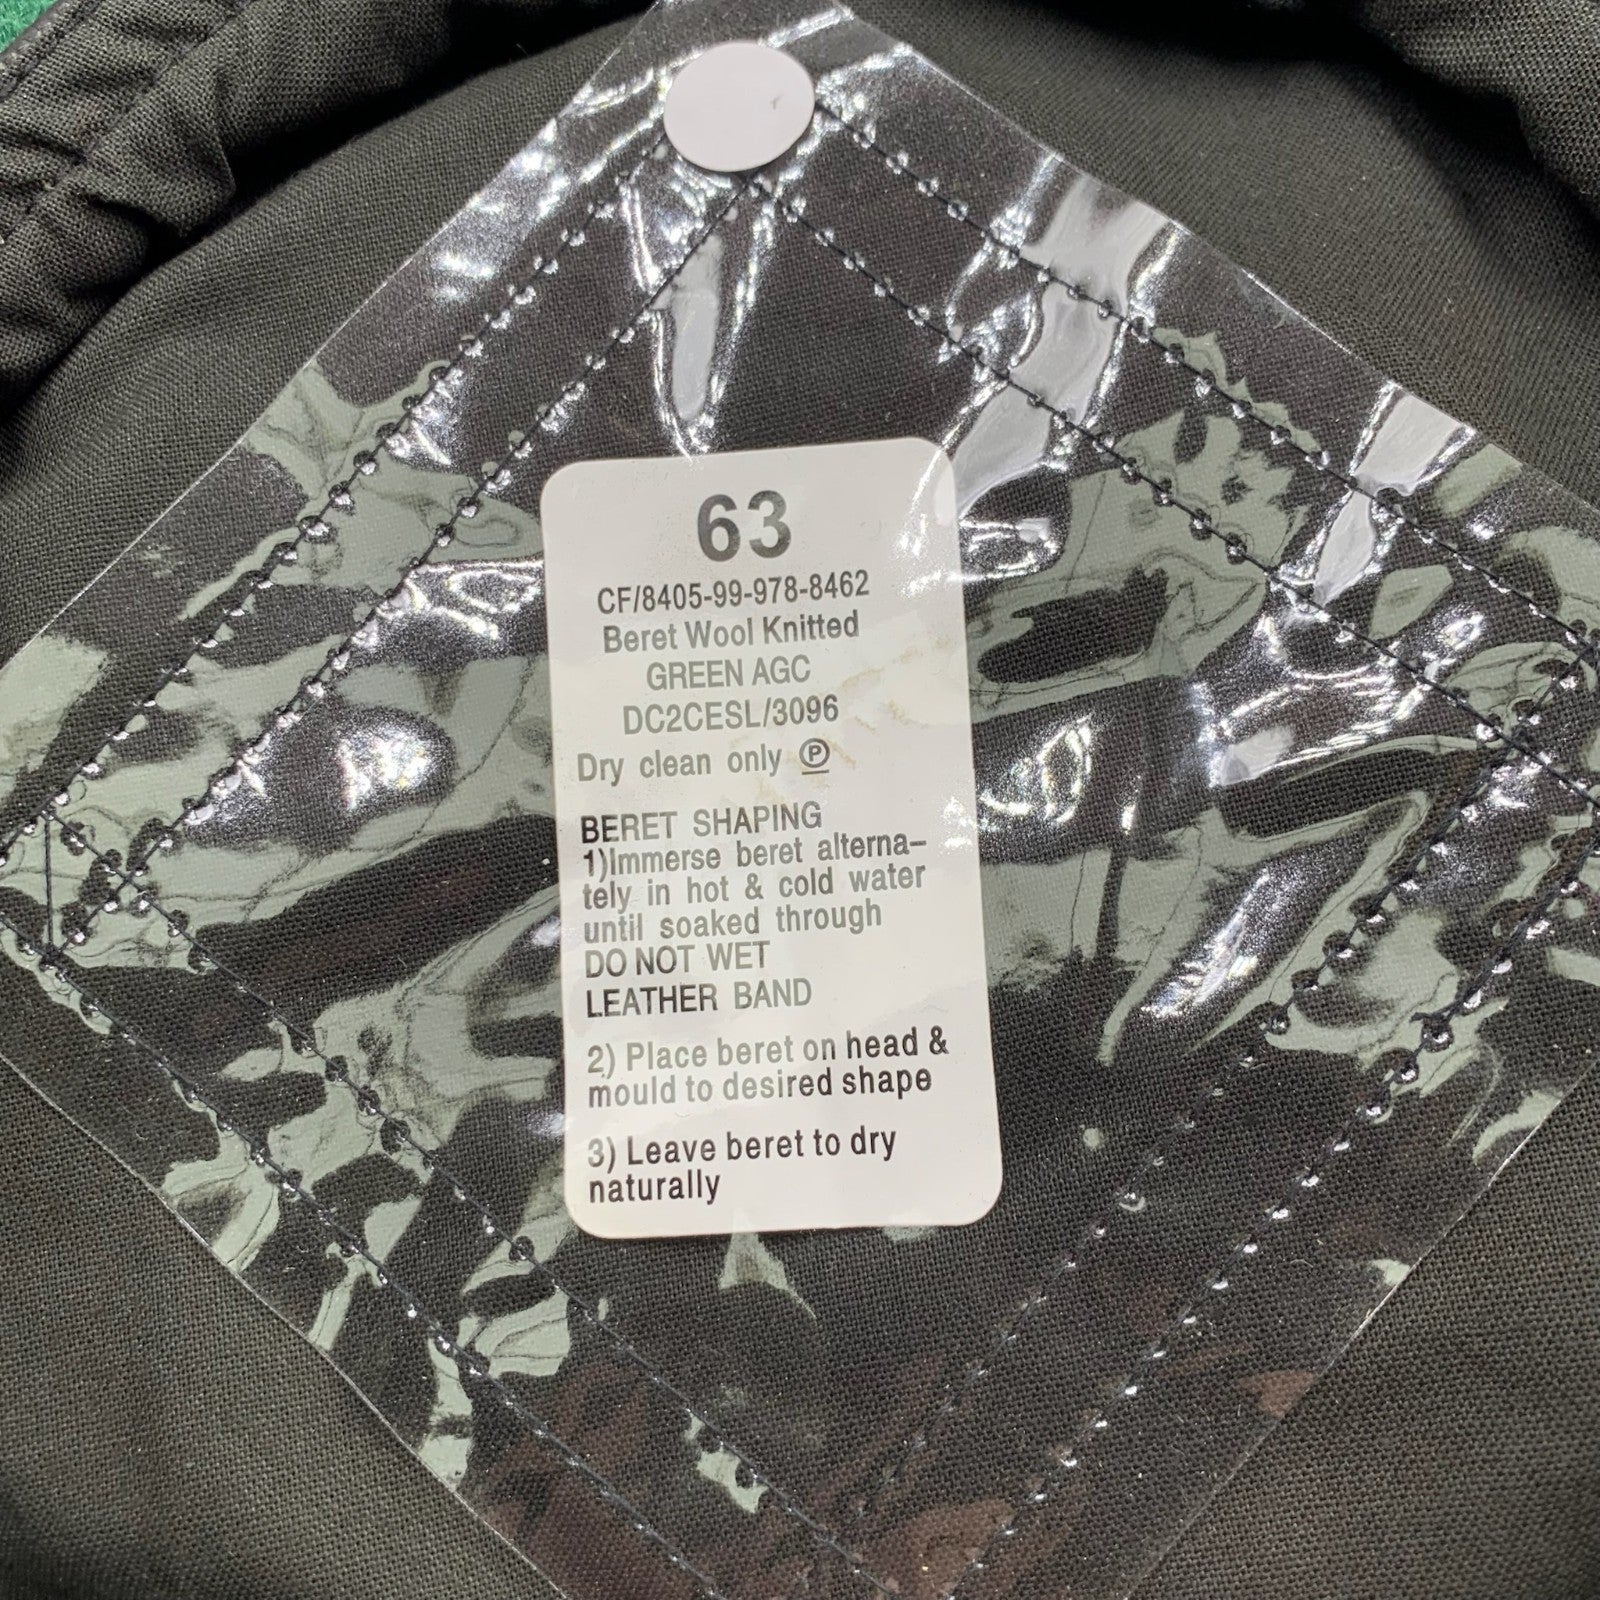 63
CF/8405-99-978-8462
Beret Wool Knitted
GREEN AGC
DC2CESL/3096
Dry clean only Ⓟ
BERET SHAPING
1)Immerse beret alterna-
tely in hot & cold water
until soaked through
DO NOT WET
LEATHER BAND
2) Place beret on head &
mould to desired shape
3) Leave beret to dry
naturally